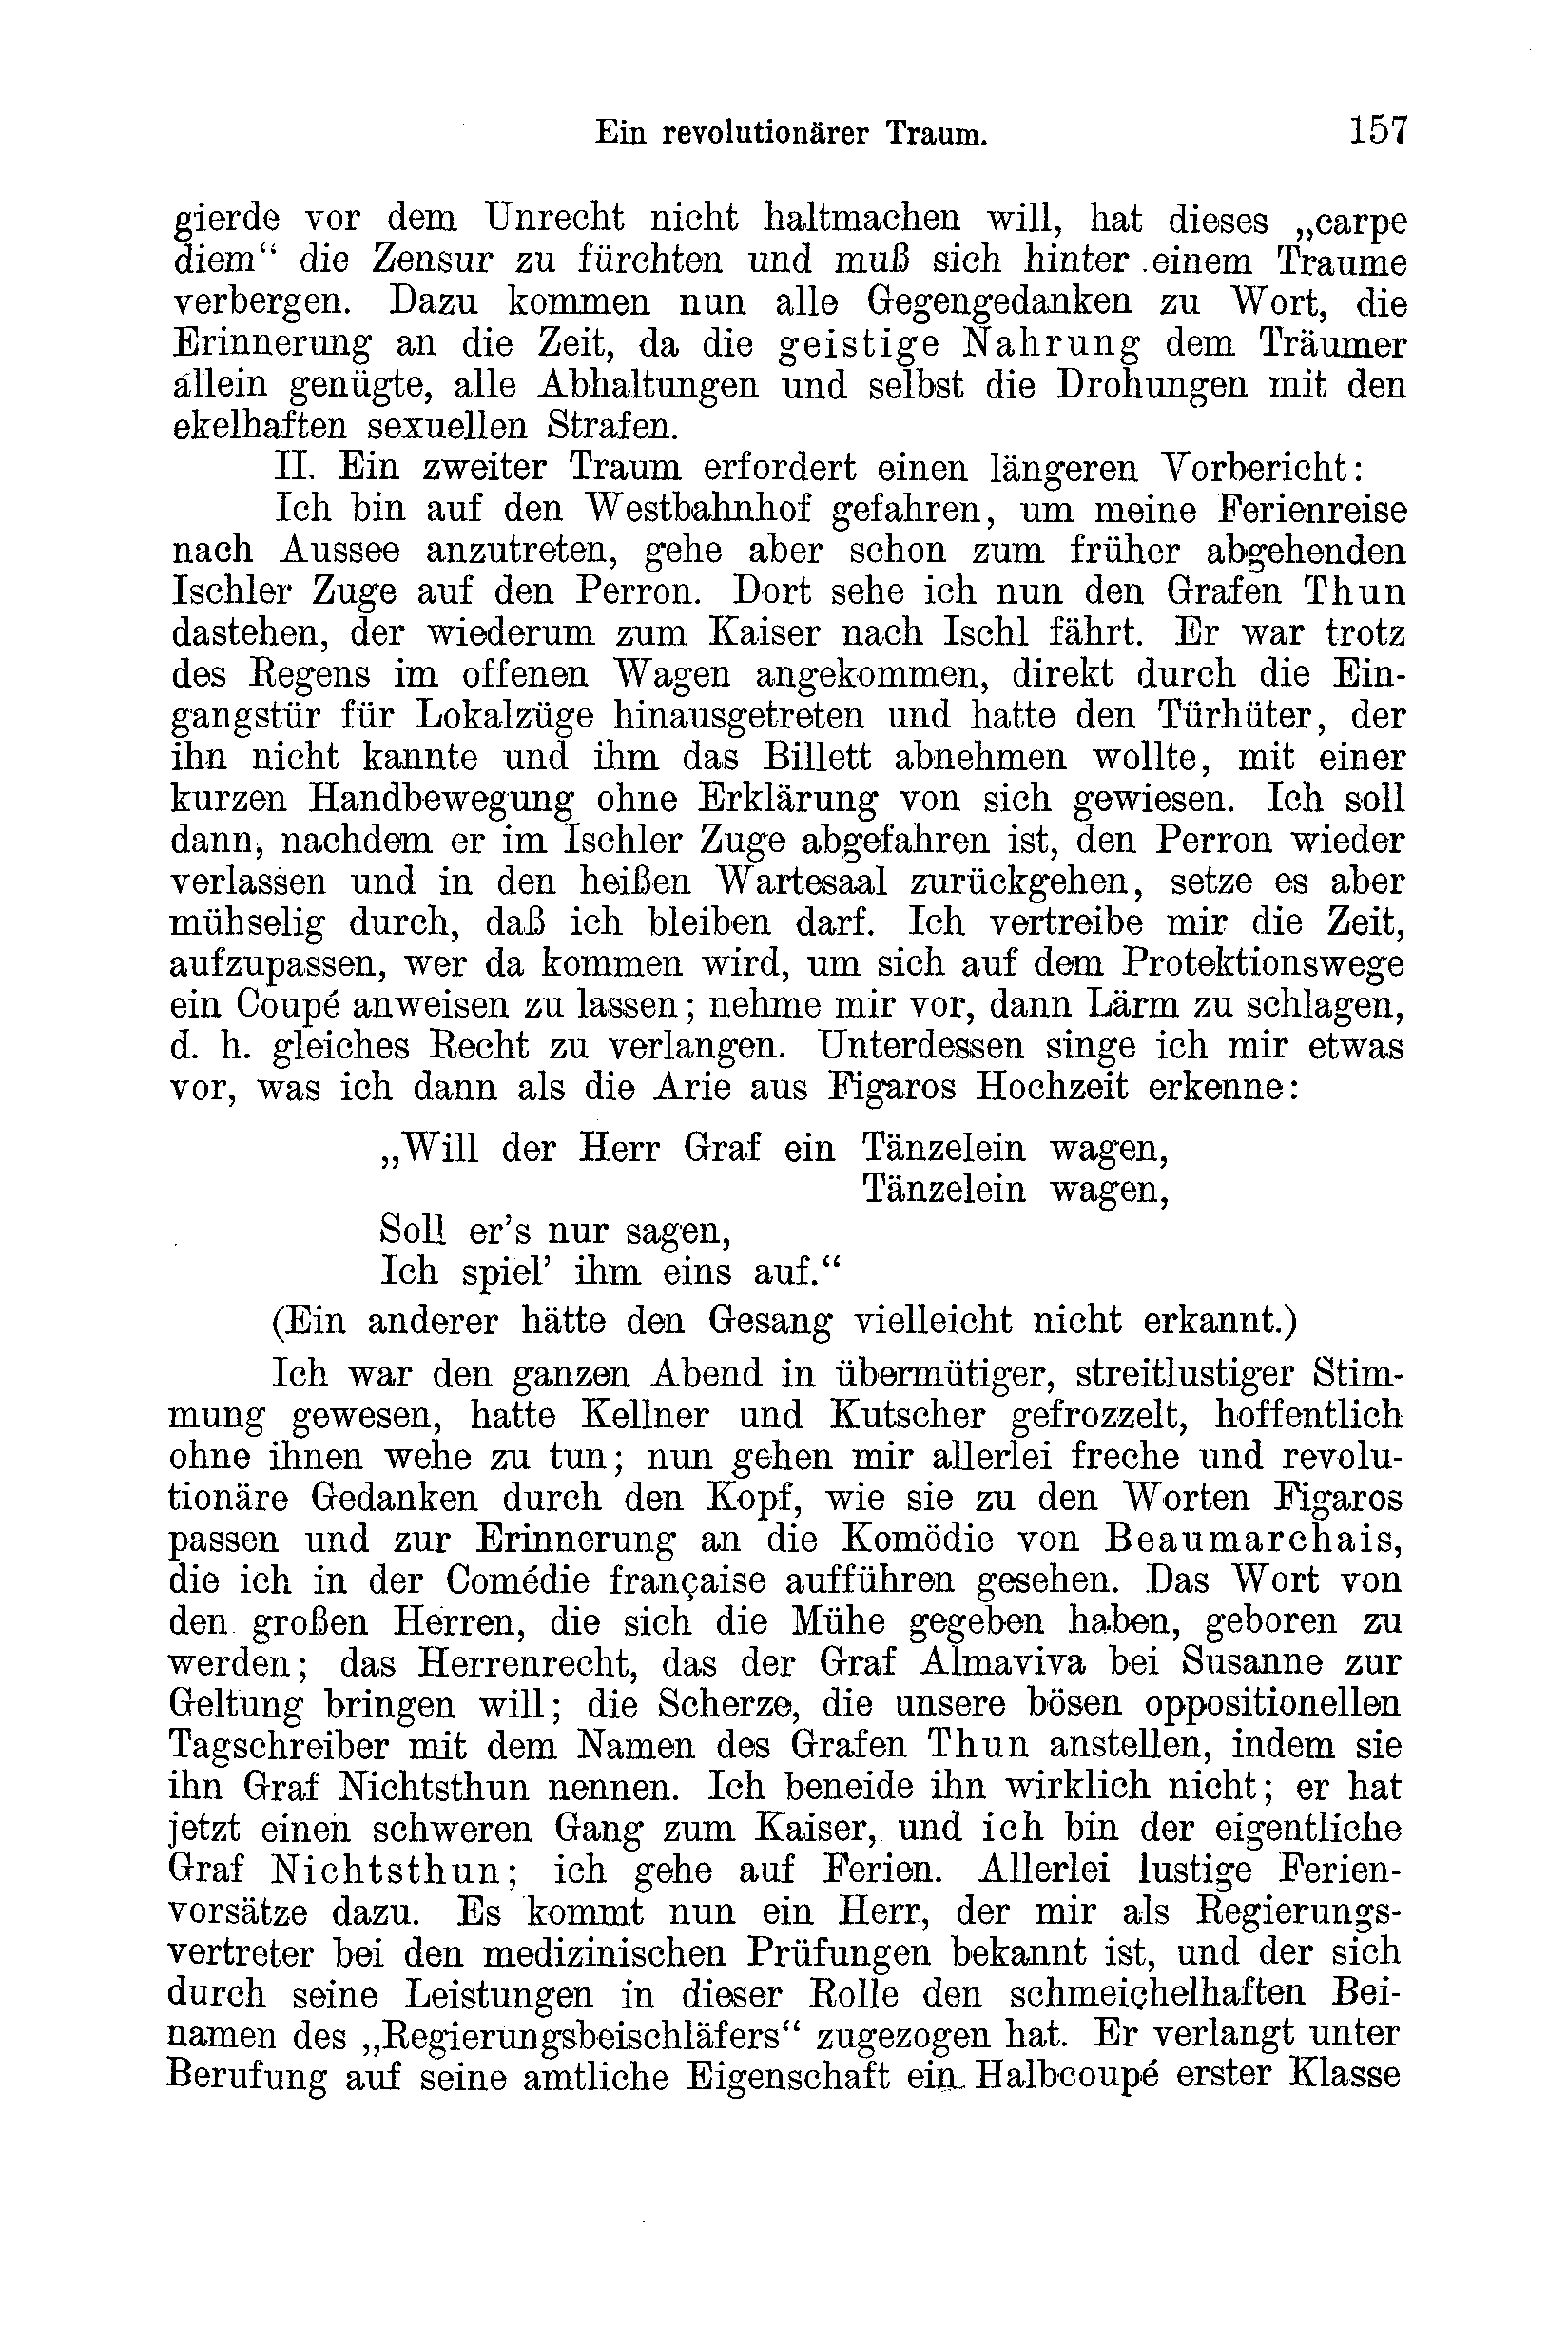 Ein revolutionärer Traum. 157
gierde vor dem Unrecht nicht haltmachen will, hat dieses „carpe
diem“ die Zensur zu fürchten und muß sich hinter einem Traume
verbergen. Dazu kommen nun alle Gegengedanken zu Wort, die
Erinnerung an die Zeit, da die geistige Nahrung dem Träumer
allein genügte, alle Abhaltungen und selbst die Drohungen mit den
ekelhaften sexuellen Strafen.
II. Ein zweiter Traum erfordert einen längeren Vorbericht:
Ich bin auf den Westbahnhof gefahren, um meine Ferienreise
nach Aussee anzutreten, gehe aber schon zum früher abgehenden
Ischler Zuge auf den Perron. Dort sehe ich nun den Grafen Thun
dastehen, der wiederum zum Kaiser nach Ischl fährt. Er war trotz
des Regens im offenen Wagen angekommen, direkt durch die Ein-
gangstür für Lokalzüge hinausgetreten und hatte den Türhüter, der
ihn nicht kannte und ihm das Billett abnehmen wollte, mit einer
kurzen Handbewegung ohne Erklärung von sich gewiesen. Ich soll
dann, nachdem er im Ischler Zuge abgefahren ist, den Perron wieder
verlassen und in den heißen Wartesaal zurückgehen, setze es aber
mühselig durch, daß ich bleiben darf. Ich vertreibe mir die Zeit,
aufzupassen, wer da kommen wird, um sich auf dem Protektionswege
ein Coupé anweisen zu lassen; nehme mir vor, dann Lärm zu schlagen,
d. h. gleiches Recht zu verlangen. Unterdessen singe ich mir etwas
vor, was ich dann als die Arie aus Figaros Hochzeit erkenne:
„Will der Herr Graf ein Tänzelein wagen,
Tänzelein wagen,
Soll er's nur sagen,
Ich spiel' ihm eins auf.“
(Ein anderer hätte den Gesang vielleicht nicht erkannt.)
Ich war den ganzen Abend in übermütiger, streitlustiger Stim-
mung gewesen, hatte Kellner und Kutscher gefrozzelt, hoffentlich
ohne ihnen wehe zu tun; nun gehen mir allerlei freche und revolu-
tionäre Gedanken durch den Kopf, wie sie zu den Worten Figaros
passen und zur Erinnerung an die Komödie von Beaumarchais,
die ich in der Comédie française aufführen gesehen. Das Wort von
den großen Herren, die sich die Mühe gegeben haben, geboren zu
werden; das Herrenrecht, das der Graf Almaviva bei Susanne zur
Geltung bringen will; die Scherze, die unsere bösen oppositionellen
Tagschreiber mit dem Namen des Grafen Thun anstellen, indem sie
ihn Graf Nichtsthun nennen. Ich beneide ihn wirklich nicht; er hat
jetzt einen schweren Gang zum Kaiser, und ich bin der eigentliche
Graf Nichtsthun; ich gehe auf Ferien. Allerlei lustige Ferien-
vorsätze dazu. Es kommt nun ein Herr, der mir als Regierungs-
vertreter bei den medizinischen Prüfungen bekannt ist, und der sich
durch seine Leistungen in dieser Rolle den schmeichelhaften Bei-
namen des „Regierungsbeischläfers“ zugezogen hat. Er verlangt unter
Berufung auf seine amtliche Eigenschaft ein Halbcoupé erster Klasse